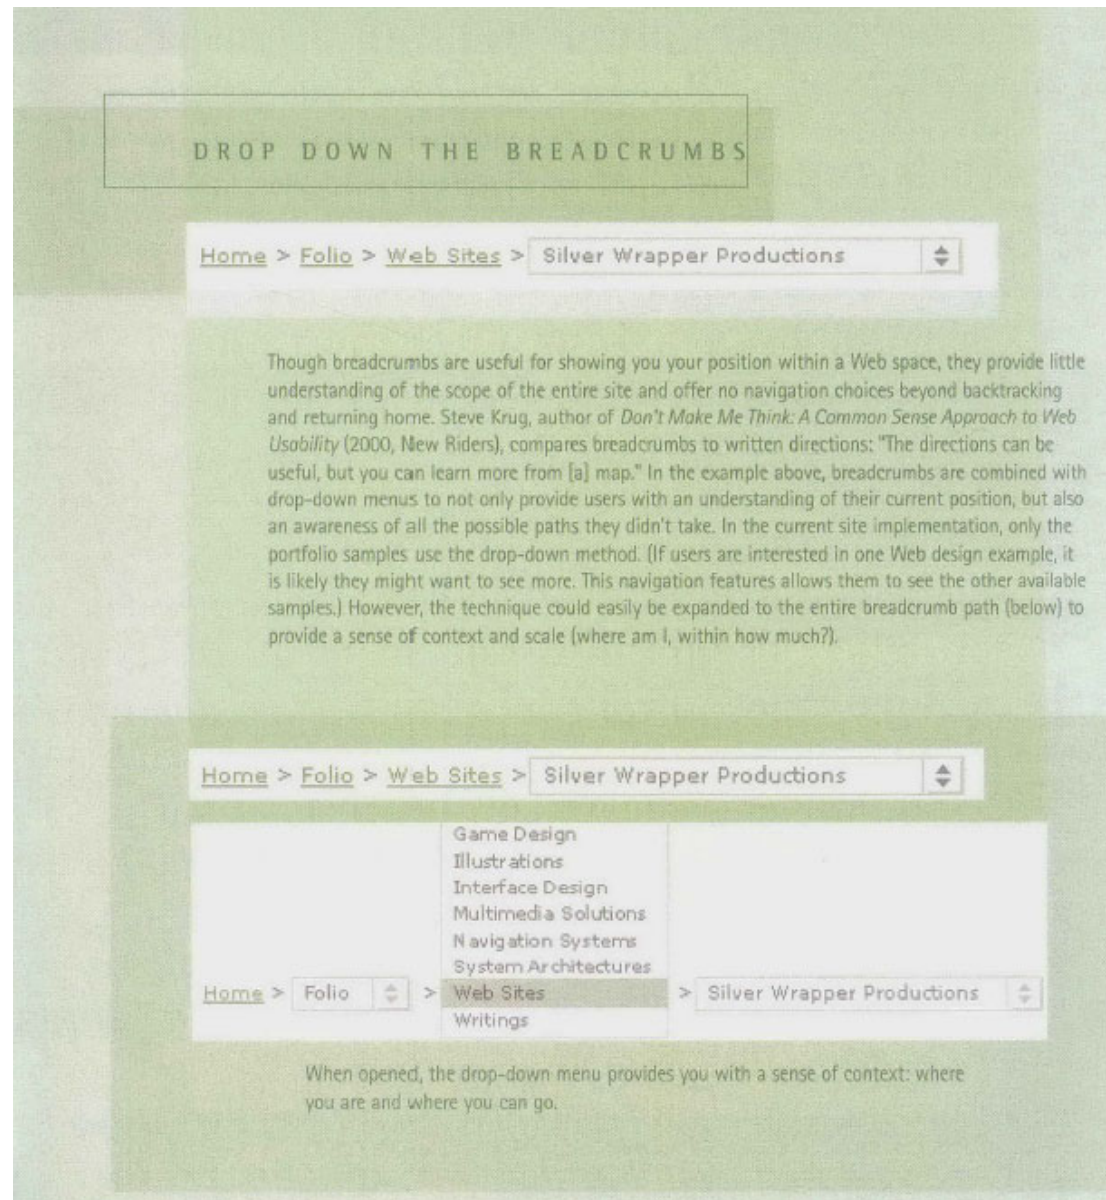 DROP DOWN THE BREADCRUMBS
Home > Folio > Web Sites > Silver Wrapper Productions
Though breadcrumbs are useful for showing you your position within a Web space, they provide little
understanding of the scope of the entire site and offer no navigation choices beyond backtracking
and returning home. Steve Krug, author of Don't Make Me Think: A Common Sense Approach to Web
Usability (2000, New Riders), compares breadcrumbs to written directions: "The directions can be
useful, but you can learn more from [a] map." In the example above, breadcrumbs are combined with
drop-down menus to not only provide users with an understanding of their current position, but also
an awareness of all the possible paths they didn't take. In the current site implementation, only the
portfolio samples use the drop-down method. (If users are interested in one Web design example, it
is likely they might want to see more. This navigation features allows them to see the other available
samples.) However, the technique could easily be expanded to the entire breadcrumb path (below) to
provide a sense of context and scale (where am I, within how much?).
Home > Folio > Web Sites > Silver Wrapper Productions
Game Design
Illustrations
Interface Design
Multimedia Solutions
Navigation Systems
System Architectures
Home > Folio > Web Sites > Silver Wrapper Productions
Writings
When opened, the drop-down menu provides you with a sense of context: where
you are and where you can go.